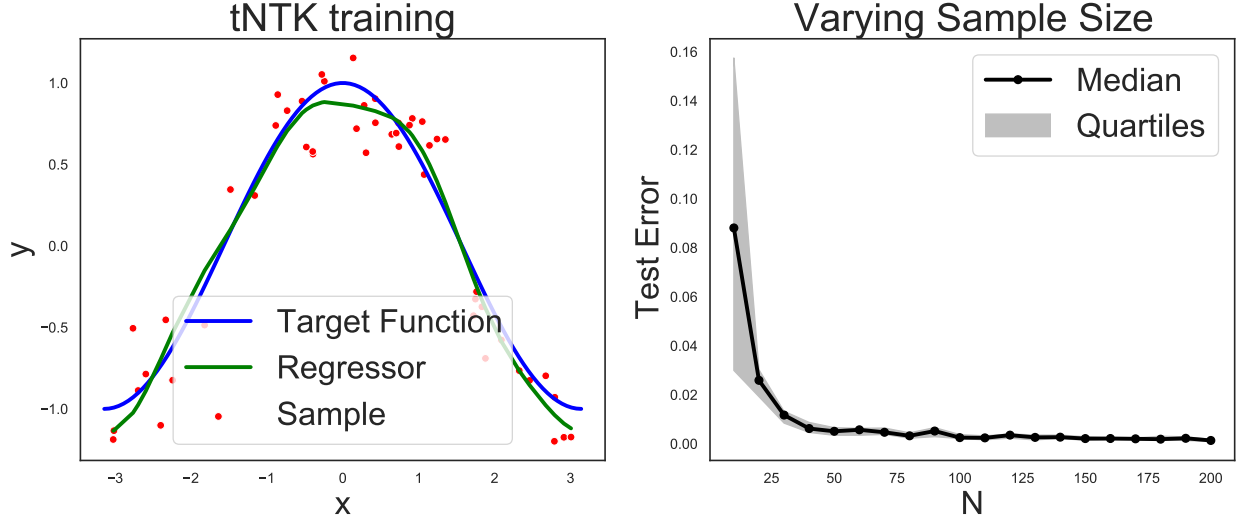 tNTK training
1.0
0.5
0.0
−0.5
−1.0
y
Target Function
Regressor
Sample
−3
−2
−1
0
1
2
3
x
Varying Sample Size
0.16
0.14
0.12
0.10
0.08
0.06
0.04
0.02
0.00
Test Error
Median
Quartiles
25
50
75
100
125
150
175
200
N